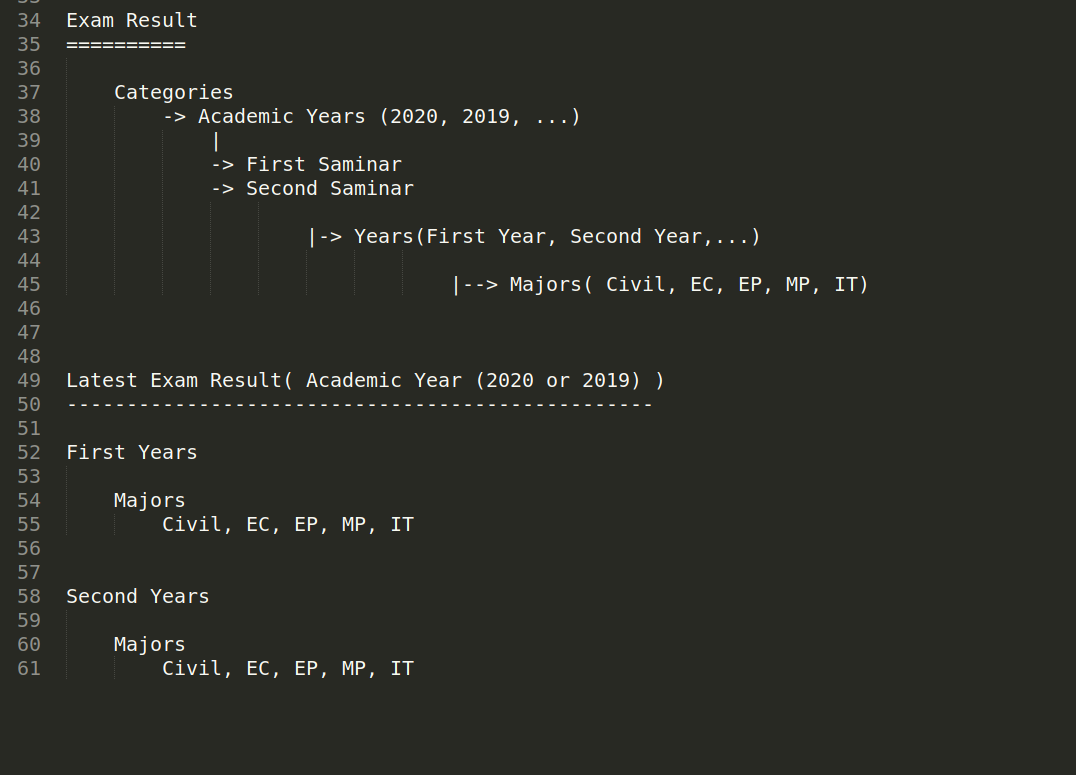 34 Exam Result
35 ==========
36
37 Categories
38 -> Academic Years (2020, 2019, ...)
39 |
40 -> First Saminar
41 -> Second Saminar
42
43 |-> Years(First Year, Second Year,...)
44
45 |--> Majors( Civil, EC, EP, MP, IT)
46
47
48
49 Latest Exam Result( Academic Year (2020 or 2019) )
50 -------------------------------------------------
51
52 First Years
53
54 Majors
55 Civil, EC, EP, MP, IT
56
57
58 Second Years
59
60 Majors
61 Civil, EC, EP, MP, IT